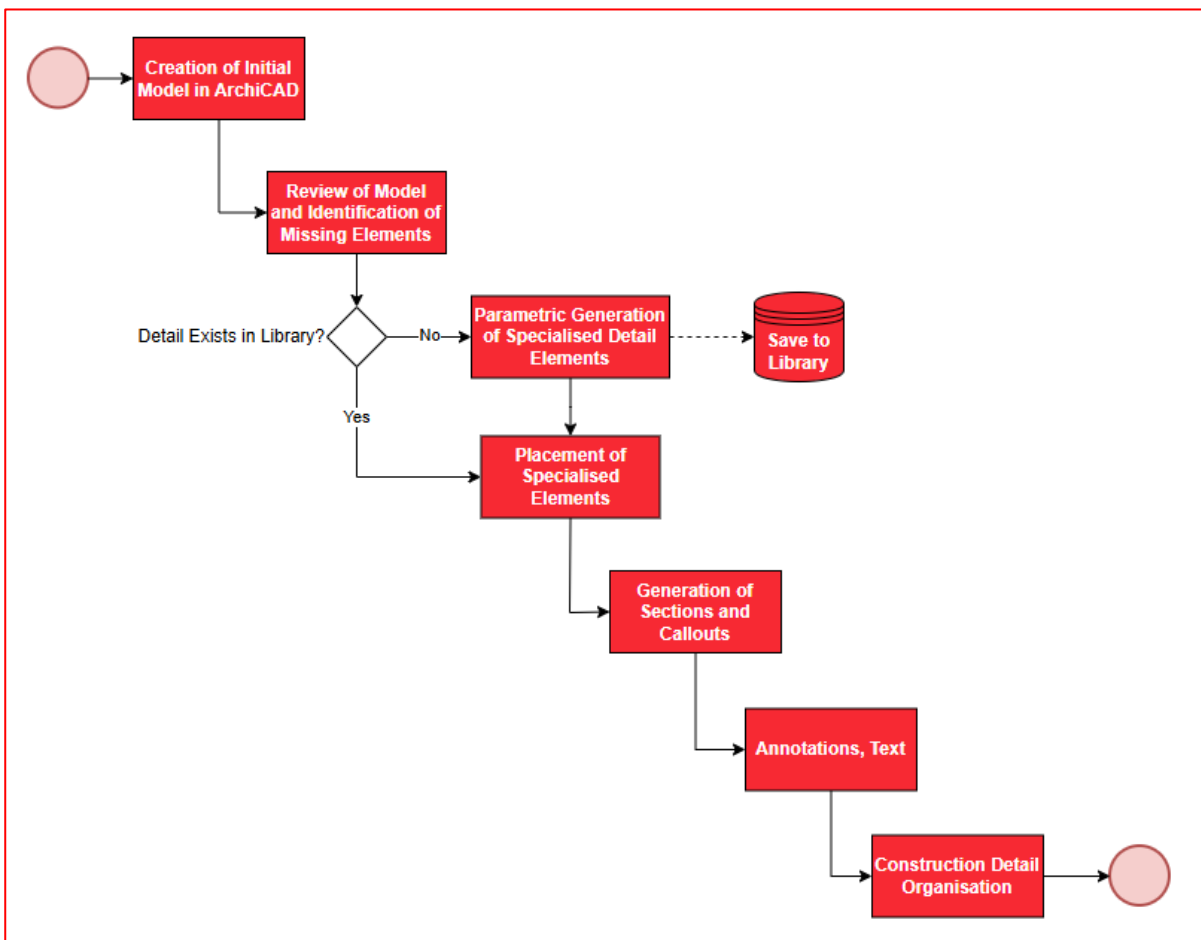 Creation of Initial
Model in ArchiCAD
Review of Model
and Identification of
Missing Elements
Detail Exists in Library?
No
Parametric Generation
of Specialised Detail
Elements
Save to
Library
Yes
Placement of
Specialised
Elements
Generation of
Sections and
Callouts
Annotations, Text
Construction Detail
Organisation